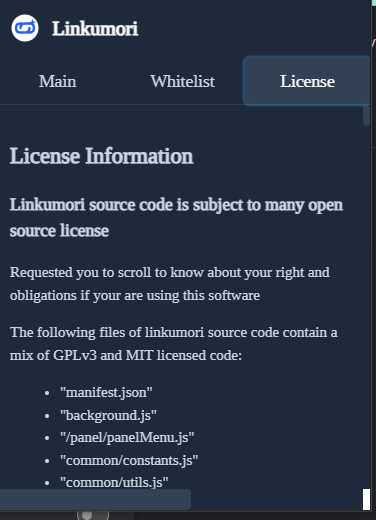 Linkumori
Main Whitelist License
License Information
Linkumori source code is subject to many open
source license
Requested you to scroll to know about your right and
obligations if your are using this software
The following files of linkumori source code contain a
mix of GPLv3 and MIT licensed code:
• "manifest.json"
• "background.js"
• "/panel/panelMenu.js"
• "common/constants.js"
• "common/utils.js"